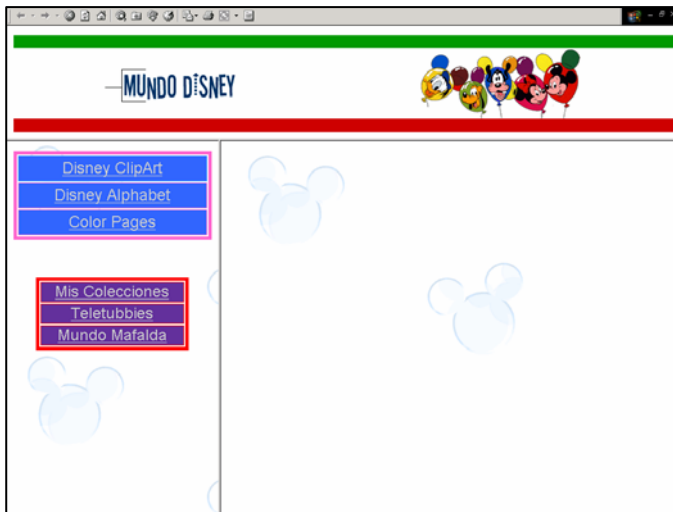 MUNDO DISNEY
Disney ClipArt
Disney Alphabet
Color Pages
Mis Colecciones
Teletubbies
Mundo Mafalda